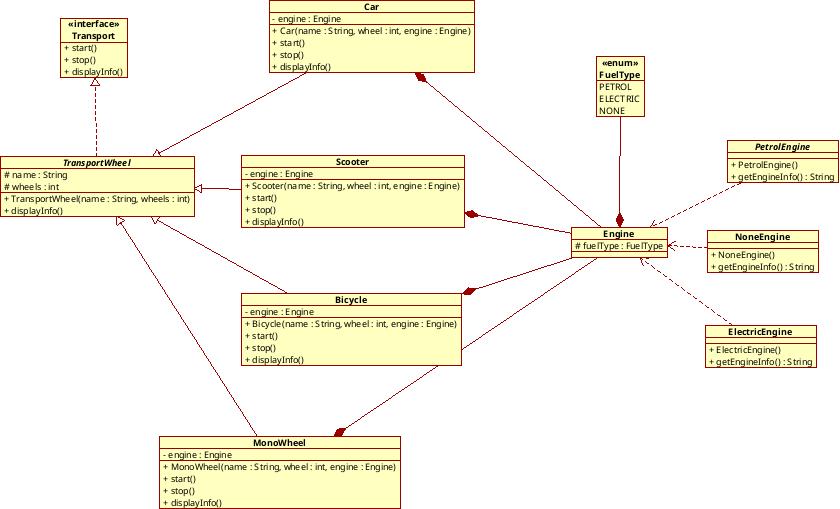 «interface»
Transport
+ start()
+ stop()
+ displayInfo()
Car
- engine : Engine
+ Car(name : String, wheel : int, engine : Engine)
+ start()
+ stop()
+ displayInfo()
«enum»
FuelType
PETROL
ELECTRIC
NONE
TransportWheel
# name : String
# wheels : int
+ TransportWheel(name : String, wheels : int)
+ displayInfo()
Scooter
- engine : Engine
+ Scooter(name : String, wheel : int, engine : Engine)
+ start()
+ stop()
+ displayInfo()
PetrolEngine
+ PetrolEngine()
+ getEngineInfo() : String
Engine
# fuelType : FuelType
NoneEngine
+ NoneEngine()
+ getEngineInfo() : String
Bicycle
- engine : Engine
+ Bicycle(name : String, wheel : int, engine : Engine)
+ start()
+ stop()
+ displayInfo()
ElectricEngine
+ ElectricEngine()
+ getEngineInfo() : String
MonoWheel
- engine : Engine
+ MonoWheel(name : String, wheel : int, engine : Engine)
+ start()
+ stop()
+ displayInfo()